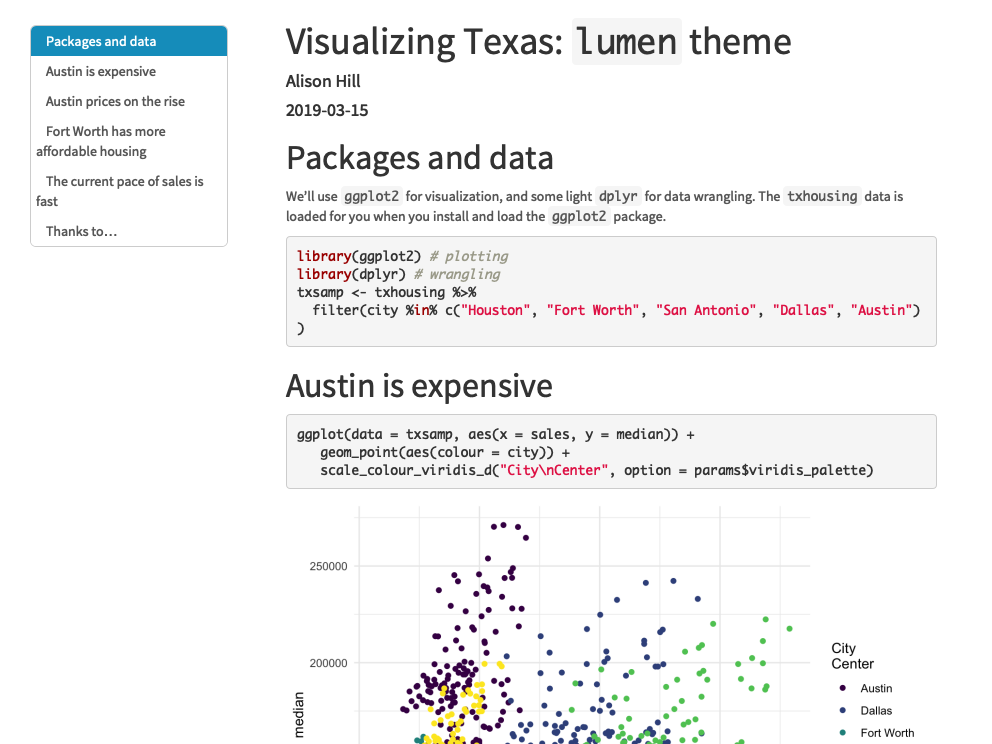 Packages and data
Austin is expensive
Austin prices on the rise
Fort Worth has more
affordable housing
The current pace of sales is
fast
Thanks to…
Visualizing Texas: lumen theme
Alison Hill
2019-03-15
Packages and data
We'll use ggplot2 for visualization, and some light dplyr for data wrangling. The txhousing data is
loaded for you when you install and load the ggplot2 package.
library(ggplot2) # plotting
library(dplyr) # wrangling
txsamp <- txhousing %>%
  filter(city %in% c("Houston", "Fort Worth", "San Antonio", "Dallas", "Austin")
)
Austin is expensive
ggplot(data = txsamp, aes(x = sales, y = median)) +
   geom_point(aes(colour = city)) +
   scale_colour_viridis_d("City\nCenter", option = params$viridis_palette)
250000
200000
median
City
Center
Austin
Dallas
Fort Worth